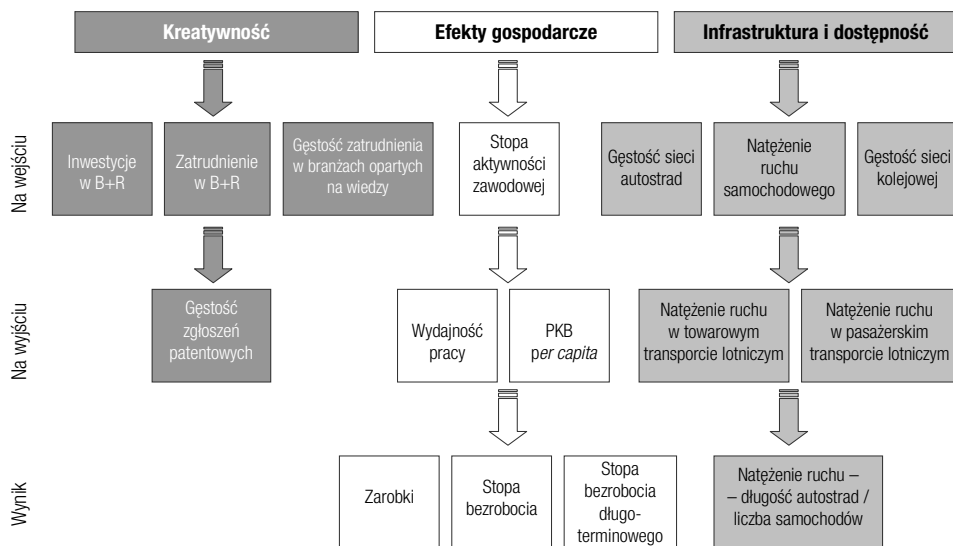 Kreatywność
Efekty gospodarcze
Infrastruktura i dostępność
Na wejściu
Inwestycje
w B+R
Zatrudnienie
w B+R
Gęstość zatrudnienia
w branżach opartych
na wiedzy
Stopa
aktywności
zawodowej
Gęstość sieci
autostrad
Natężenie
ruchu
samochodowego
Gęstość sieci
kolejowej
Na wyjściu
Gęstość
zgłoszeń
patentowych
Wydajność
pracy
PKB
per capita
Natężenie ruchu
w towarowym
transporcie lotniczym
Natężenie ruchu
w pasażerskim
transporcie lotniczym
Wynik
Zarobki
Stopa
bezrobocia
Stopa
bezrobocia
długo-
terminowego
Natężenie ruchu –
– długość autostrad /
liczba samochodów